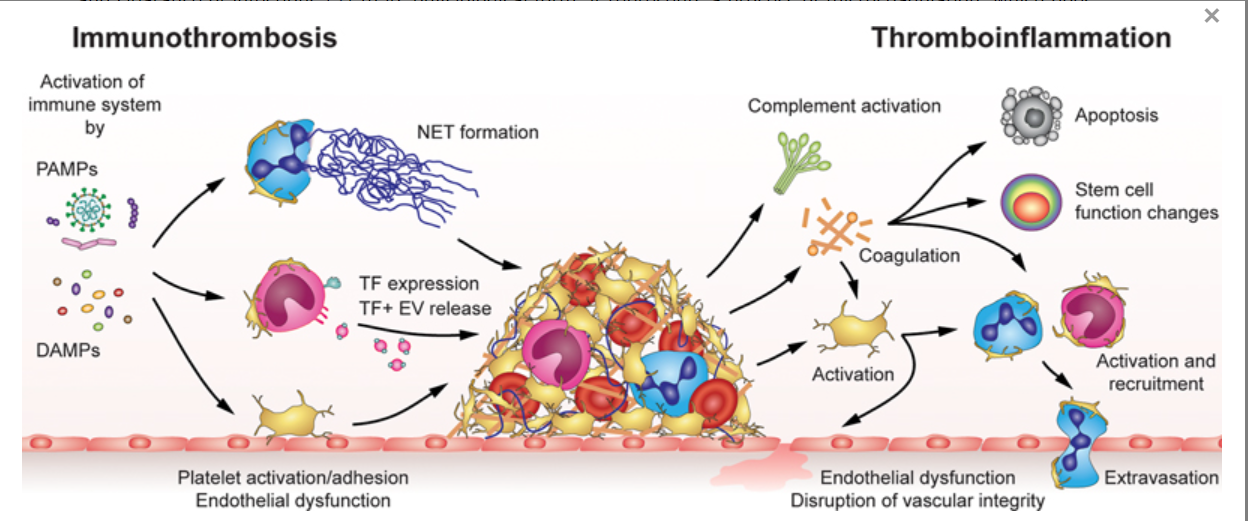 Immunothrombosis
Thromboinflammation
Activation of
immune system
by
PAMPs
DAMPs
NET formation
TF expression
TF+ EV release
Platelet activation/adhesion
Endothelial dysfunction
Complement activation
Coagulation
Activation
Apoptosis
Stem cell
function changes
Activation and
recruitment
Extravasation
Endothelial dysfunction
Disruption of vascular integrity